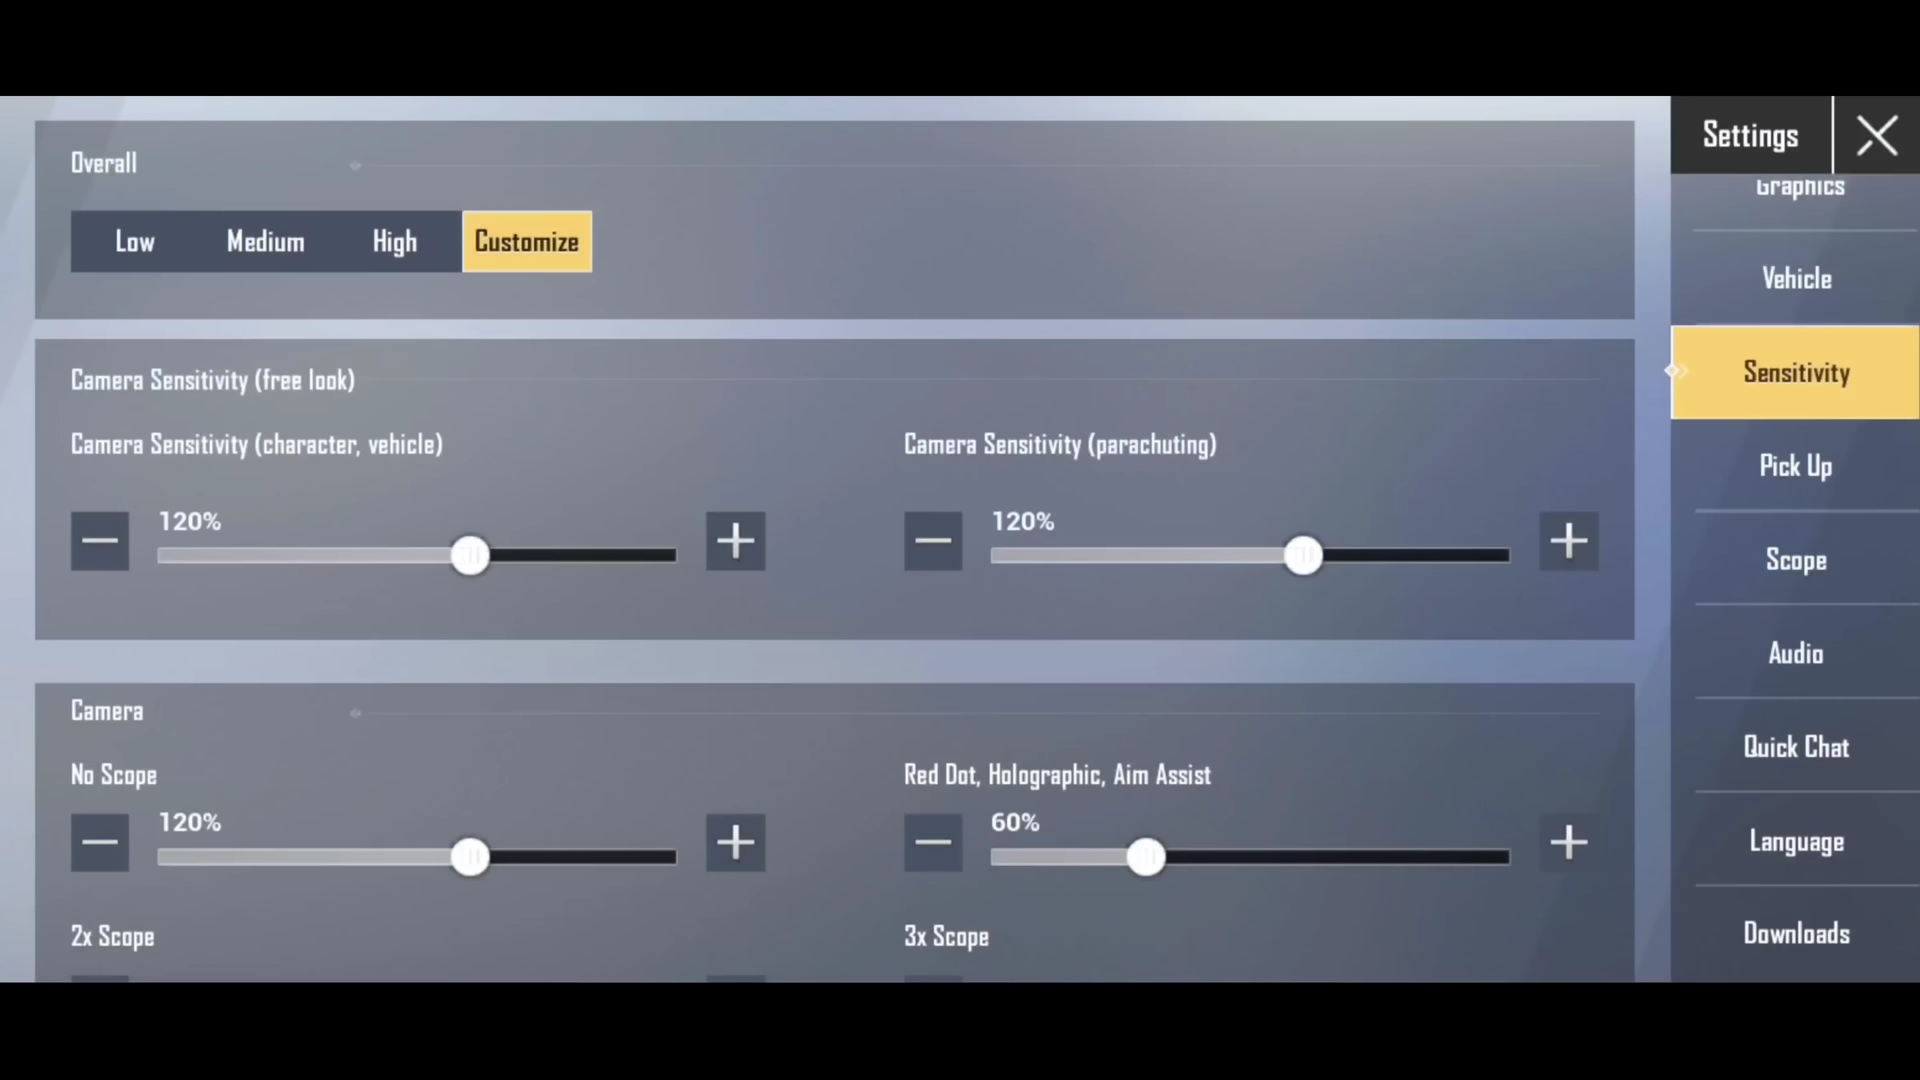 Overall
Low Medium High Customize
Camera Sensitivity (free look)
Camera Sensitivity (character, vehicle)
120%
Camera Sensitivity (parachuting)
120%
Camera
No Scope
120%
Red Dot, Holographic, Aim Assist
60%
2x Scope
3x Scope
Settings
Graphics
Vehicle
Sensitivity
Pick Up
Scope
Audio
Quick Chat
Language
Downloads